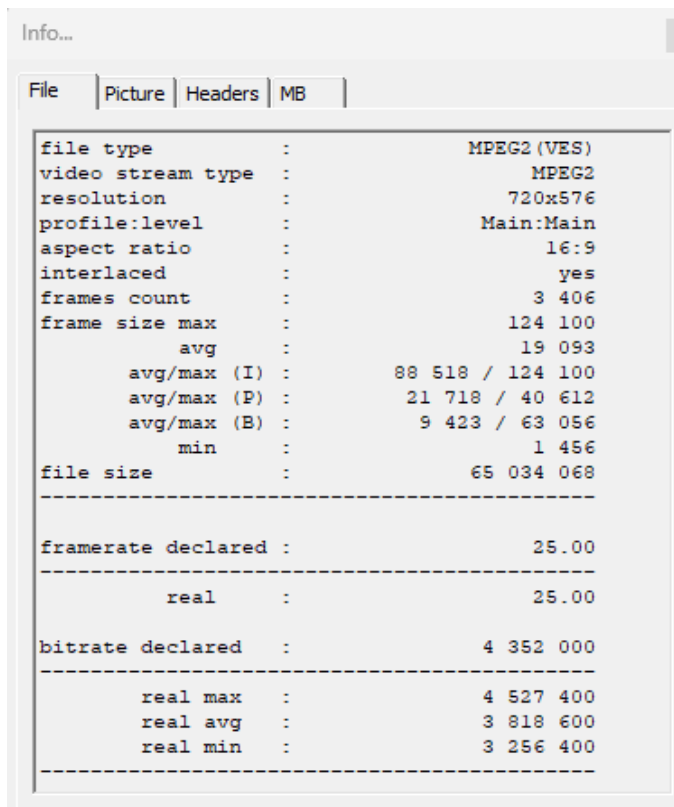 Info...
File Picture Headers MB
file type : MPEG2(VES)
video stream type : MPEG2
resolution : 720x576
profile:level : Main:Main
aspect ratio : 16:9
interlaced : yes
frames count : 3 406
frame size max : 124 100
avg : 19 093
avg/max (I) : 88 518 / 124 100
avg/max (P) : 21 718 / 40 612
avg/max (B) : 9 423 / 63 056
min : 1 456
file size : 65 034 068
--------------------------------------------
framerate declared : 25.00
--------------------------------------------
real : 25.00
bitrate declared : 4 352 000
--------------------------------------------
real max : 4 527 400
real avg : 3 818 600
real min : 3 256 400
--------------------------------------------